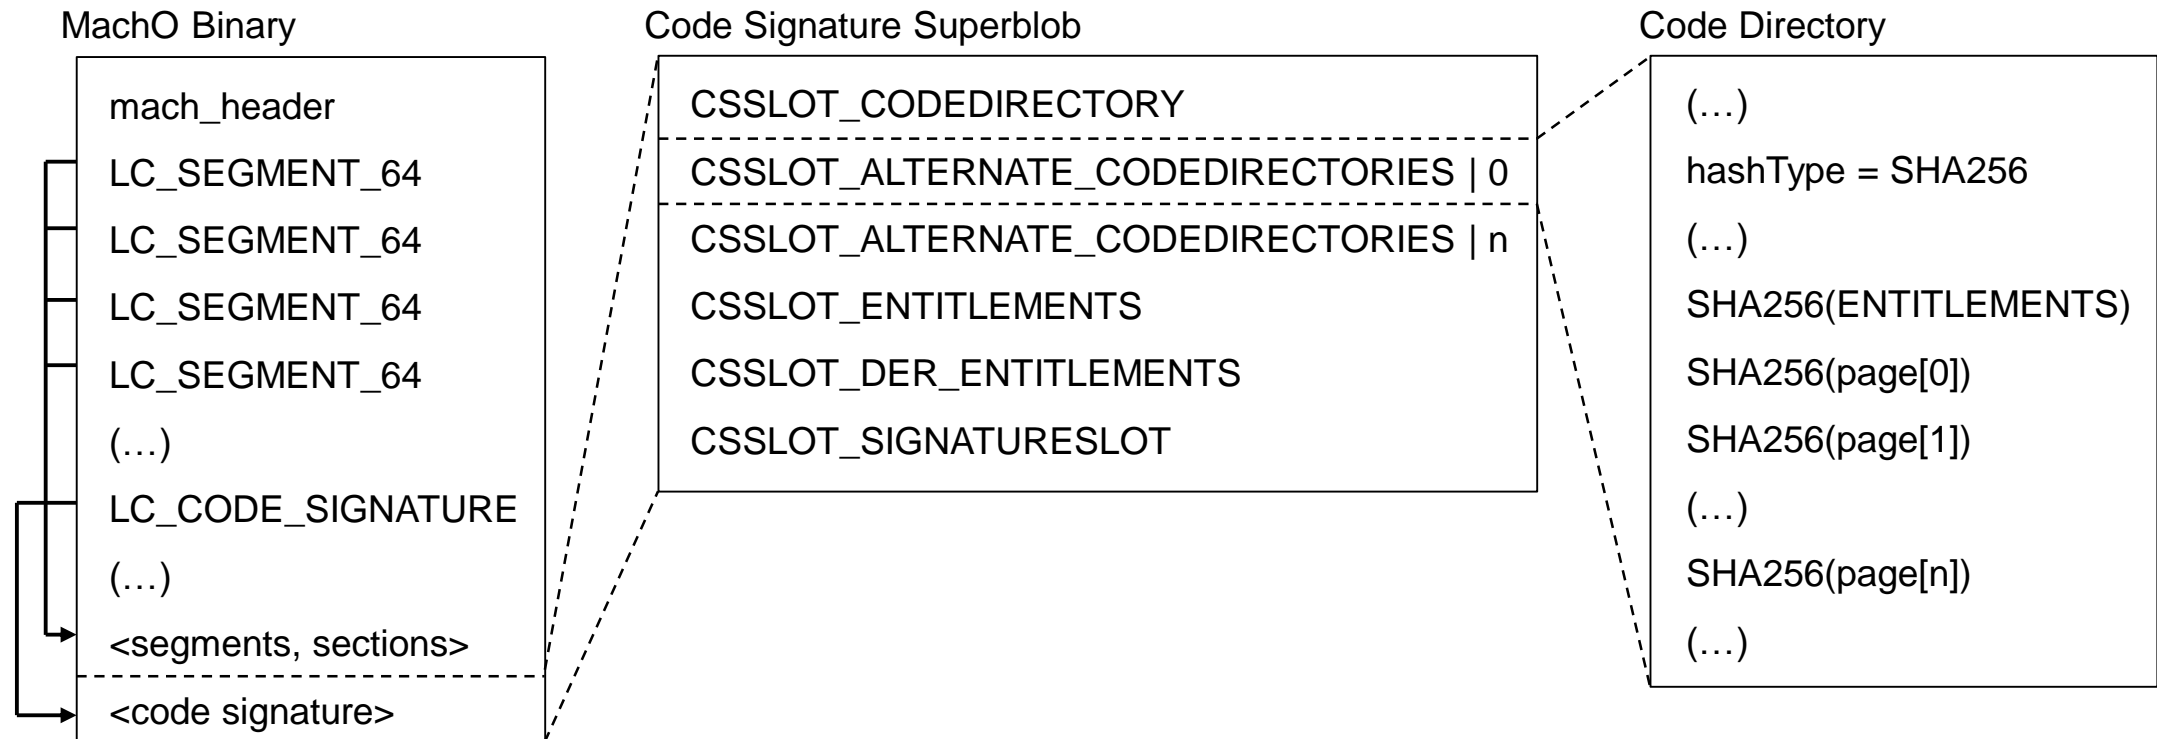 MachO Binary
mach_header
LC_SEGMENT_64
LC_SEGMENT_64
LC_SEGMENT_64
LC_SEGMENT_64
(…)
LC_CODE_SIGNATURE
(…)
<segments, sections>
<code signature>
Code Signature Superblob
CSSLOT_CODEDIRECTORY
CSSLOT_ALTERNATE_CODEDIRECTORIES | 0
CSSLOT_ALTERNATE_CODEDIRECTORIES | n
CSSLOT_ENTITLEMENTS
CSSLOT_DER_ENTITLEMENTS
CSSLOT_SIGNATURESLOT
Code Directory
(…)
hashType = SHA256
(…)
SHA256(ENTITLEMENTS)
SHA256(page[0])
SHA256(page[1])
(…)
SHA256(page[n])
(…)